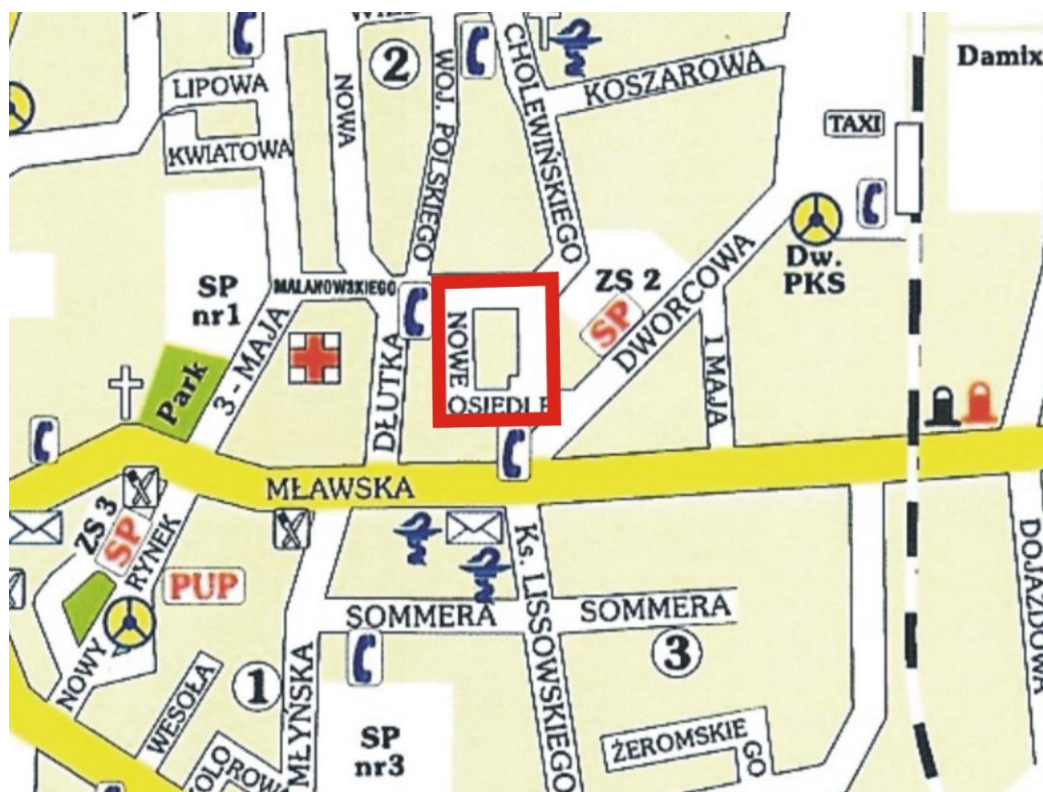 2
Damix
LIPOWA
KOSZAROWA
NOWA
WOJ. POLSKIEGO
CHOLEWIŃSKIEGO
TAXI
KWIATOWA
Dw.
PKS
SP
nr1
MALANOWSKIEGO
ZS 2
SP
DWORCOWA
NOWE
OSIEDLE
1 MAJA
3 - MAJA
Park
DŁUTKA
MŁAWSKA
ZS 3
SP
RYNEK
NOWY
PUP
Ks. LISSOWSKIEGO
DOJAZDOWA
SOMMERA
SOMMERA
3
1
WESOŁA
MŁYŃSKA
SP
nr3
ŻEROMSKIE
GO
OLO
ROWA